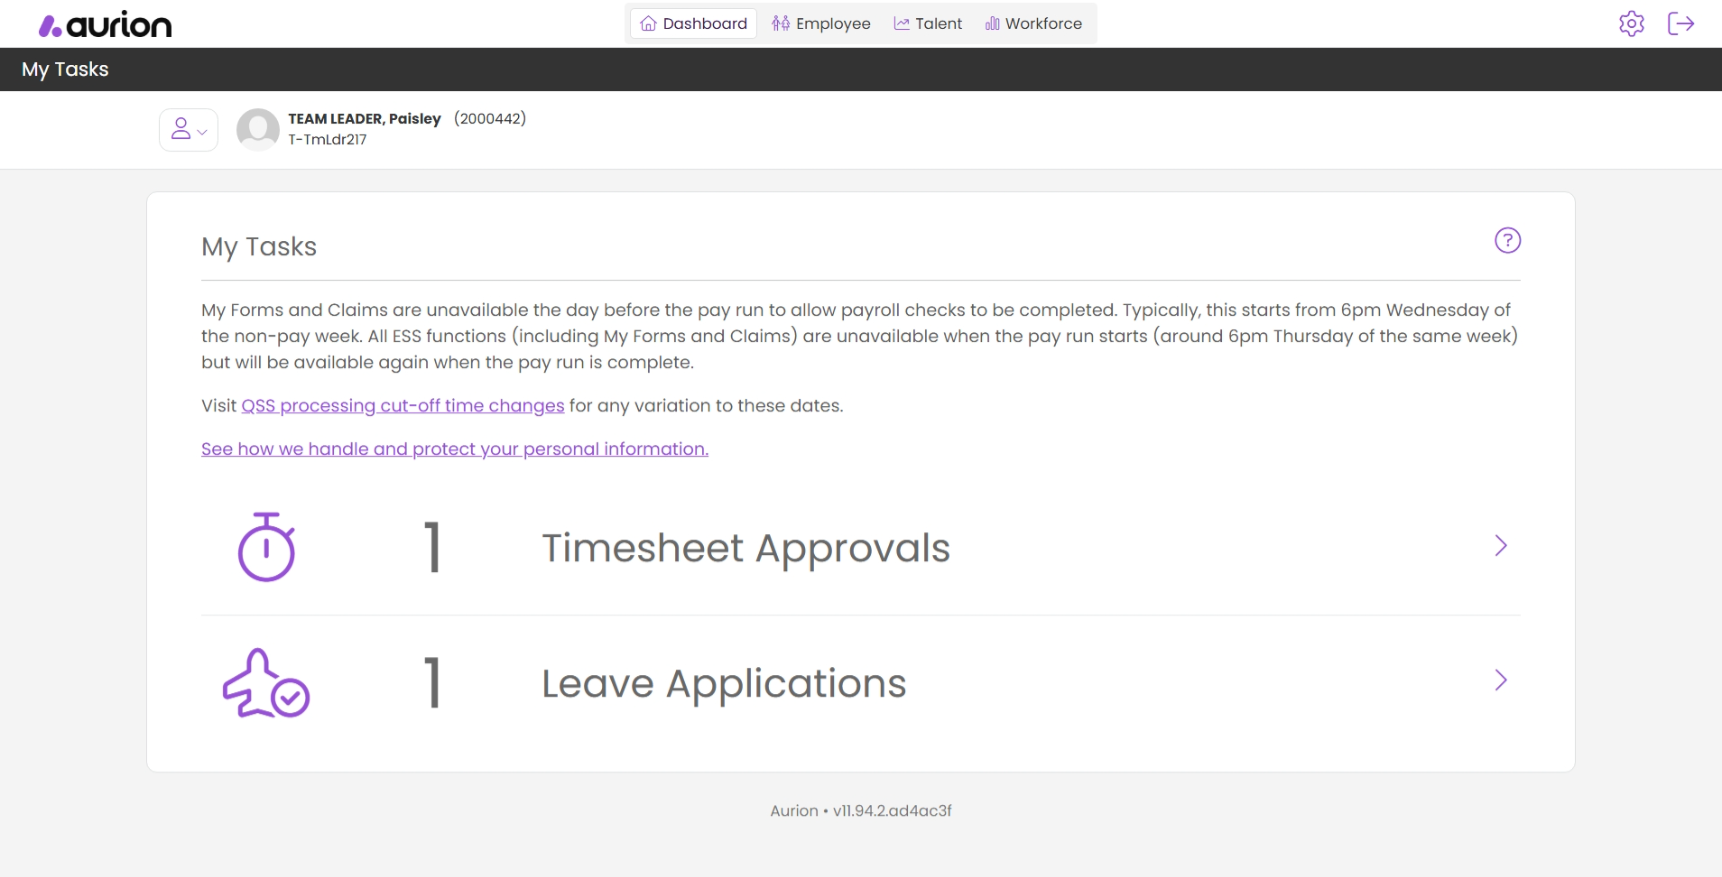 aurion
Dashboard
Employee
Talent
Workforce
My Tasks
TEAM LEADER, Paisley (2000442)
T-TmLdr217
My Tasks
?
My Forms and Claims are unavailable the day before the pay run to allow payroll checks to be completed. Typically, this starts from 6pm Wednesday of
the non-pay week. All ESS functions (including My Forms and Claims) are unavailable when the pay run starts (around 6pm Thursday of the same week)
but will be available again when the pay run is complete.
Visit QSS processing cut-off time changes for any variation to these dates.
See how we handle and protect your personal information.
1 Timesheet Approvals
1 Leave Applications
Aurion • v11.94.2.ad4ac3f